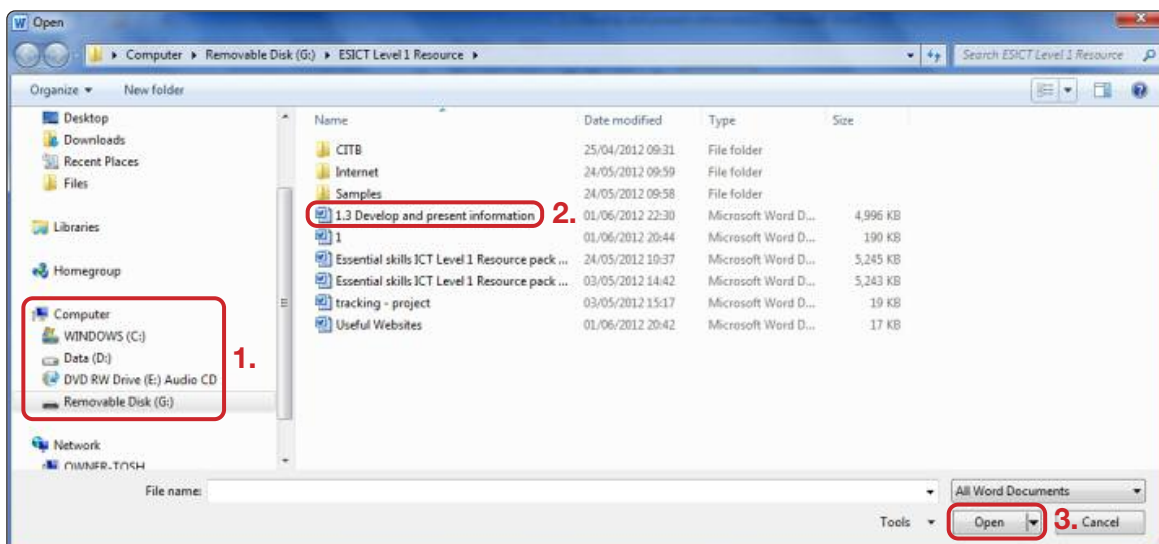 Open
Computer ▸ Removable Disk (G:) ▸ ESICT Level 1 Resource ▸
Search ESICT Level 1 Resource
Organize
New folder
Desktop
Downloads
Recent Places
Files
Libraries
Homegroup
Computer
WINDOWS (C:)
Data (D:)
DVD RW Drive (E:) Audio CD
Removable Disk (G:)
1.
Network
OWNER-TOSH
Name Date modified Type Size
CITB 25/04/2012 09:31 File folder
Internet 24/05/2012 09:59 File folder
Samples 24/05/2012 09:58 File folder
1.3 Develop and present information 2. 01/06/2012 22:30 Microsoft Word D... 4,996 KB
1 01/06/2012 20:44 Microsoft Word D... 190 KB
Essential skills ICT Level 1 Resource pack ... 24/05/2012 10:37 Microsoft Word D... 5,245 KB
Essential skills ICT Level 1 Resource pack ... 03/05/2012 14:42 Microsoft Word D... 5,243 KB
tracking - project 03/05/2012 15:17 Microsoft Word D... 19 KB
Useful Websites 01/06/2012 20:42 Microsoft Word D... 17 KB
File name:
All Word Documents
Tools Open 3. Cancel